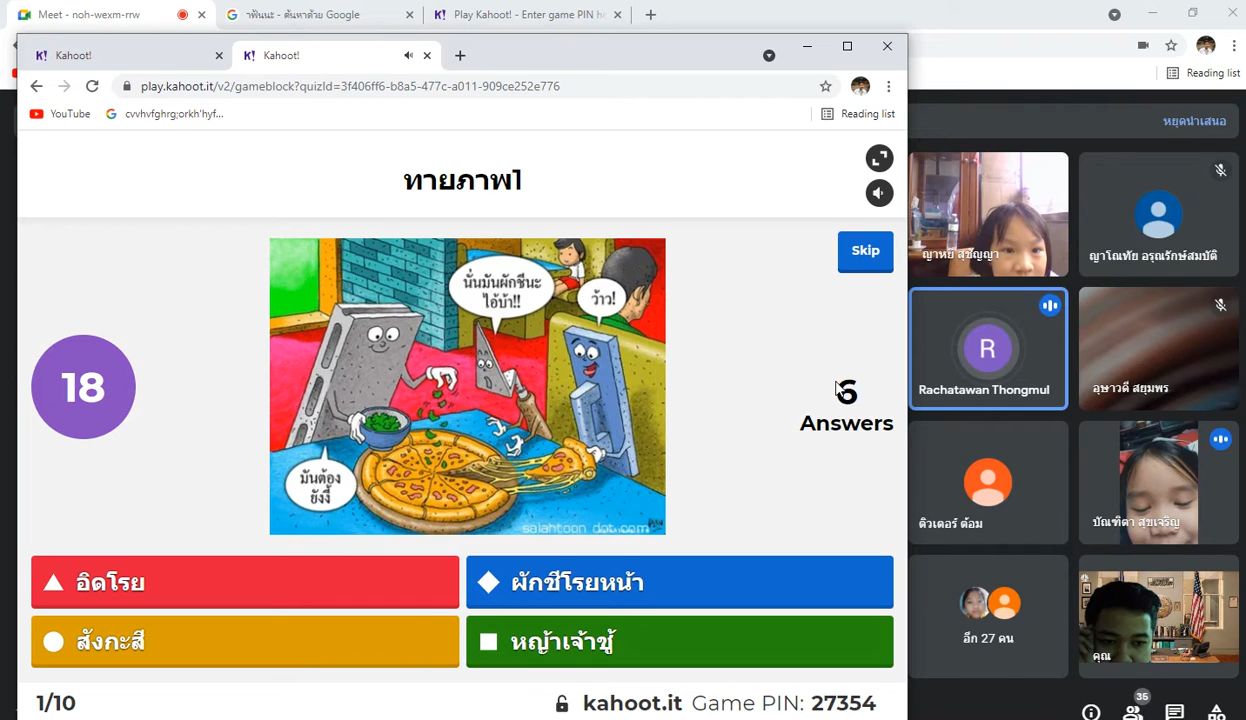 Meet - noh-wexm-rrw
าฟันนะ - ค้นหาด้วย Google
Play Kahoot! - Enter game PIN he
Kahoot!
Kahoot!
play.kahoot.it/v2/gameblock?quizId=3f406ff6-b8a5-477c-a011-909ce252e776
Reading list
YouTube
cvvhvfghrg;orkh'hyf...
Reading list
หยุดนำเสนอ
ทายภาพ1
Skip
นั่นมันผักชีนะ
ไอ้บ้า!!
ว้าว!
มันต้อง
ยังงี้
salahtoon dot.com
18
6
Answers
อิดโรย
ผักชีโรยหน้า
สังกะสี
หญ้าเจ้าชู้
1/10
kahoot.it Game PIN: 27354
ญาหย๋ สุชัญญา
ญาโณทัย อรุณรักษ์สมบัติ
R
Rachatawan Thongmul
อุษาวดี สยุมพร
ติวเตอร์ ต้อม
บัณฑิตา สุขเจริญ
อีก 27 คน
คุณ
35